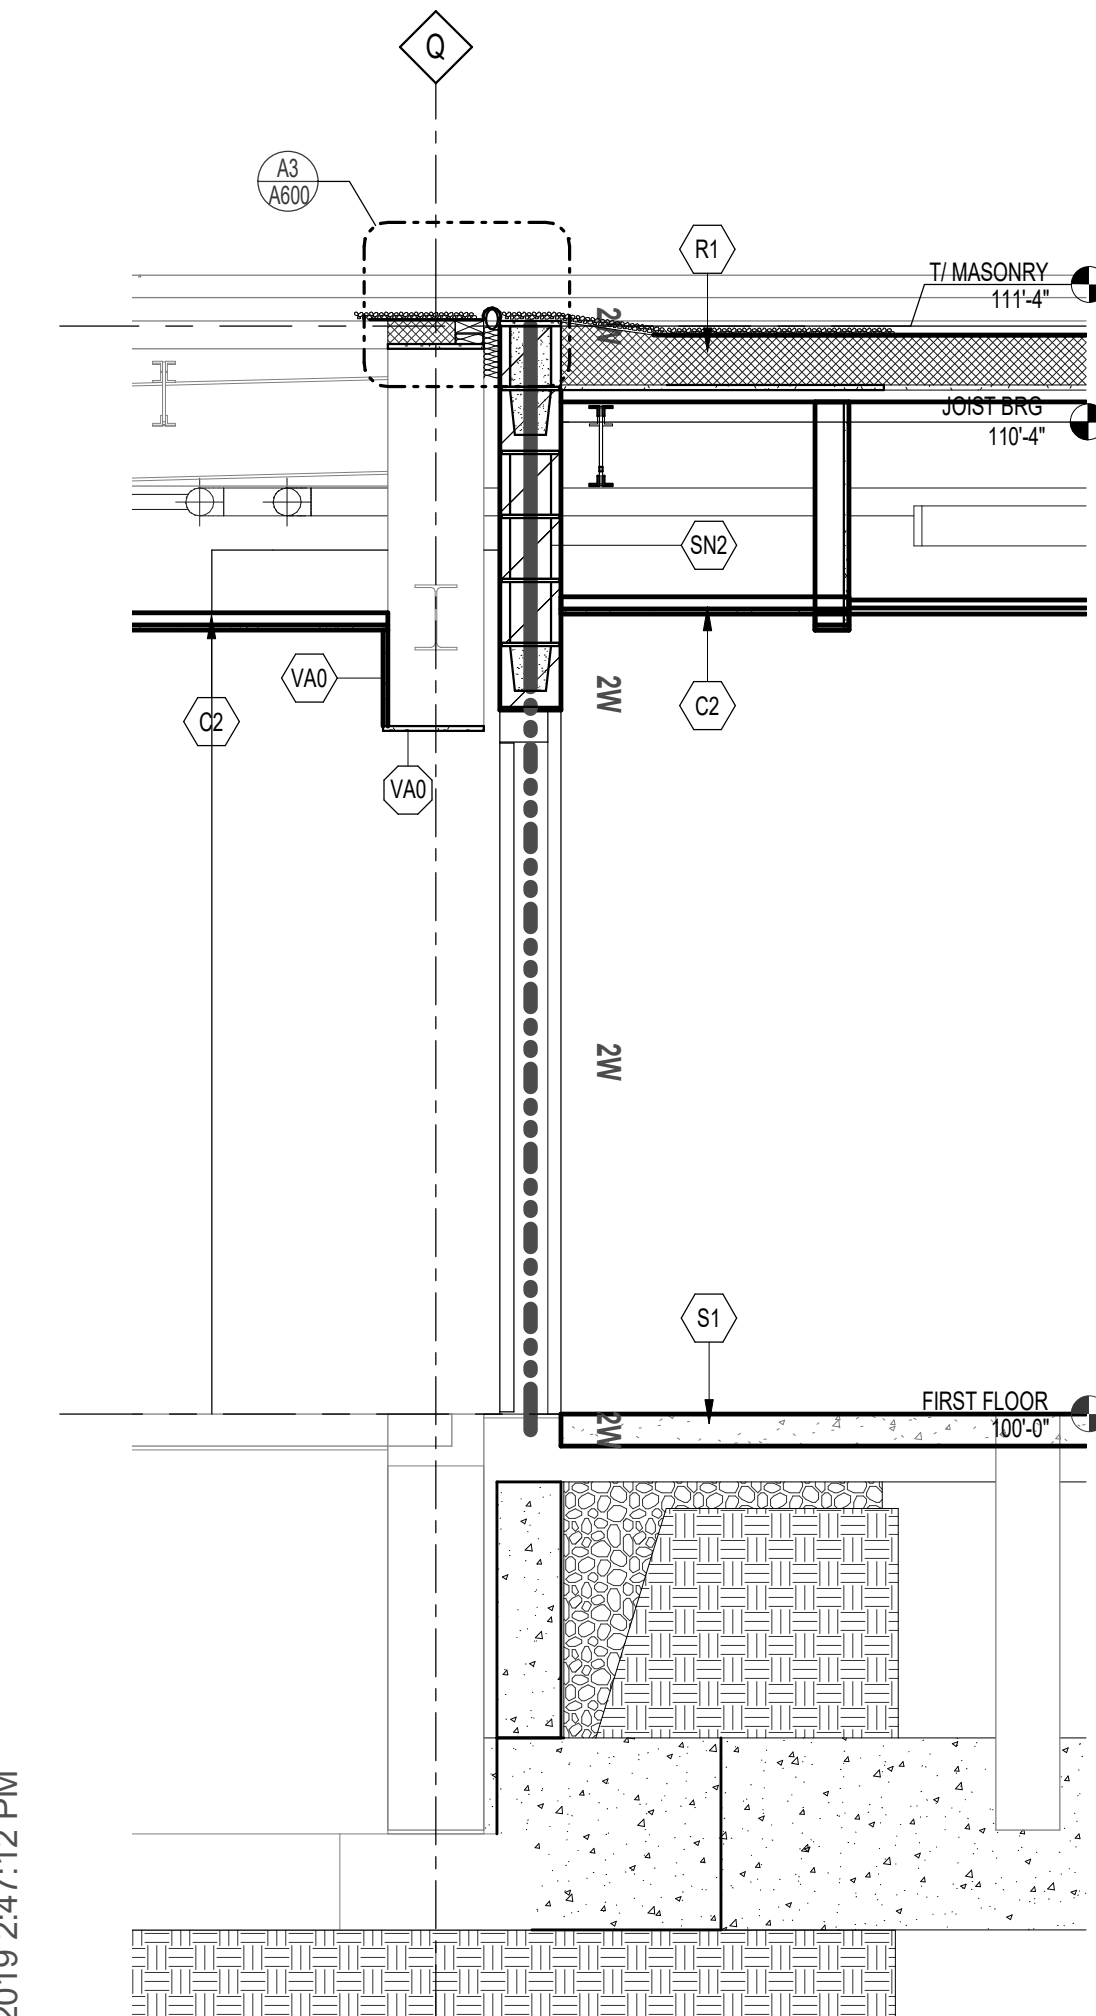 Q
A3
A600
R1
T/ MASONRY
111'-4"
2W
JOIST BRG
110'-4"
SN2
VA0
2W
C2
C2
VA0
2W
S1
FIRST FLOOR
100'-0"
2W
2019 2:47:12 PM